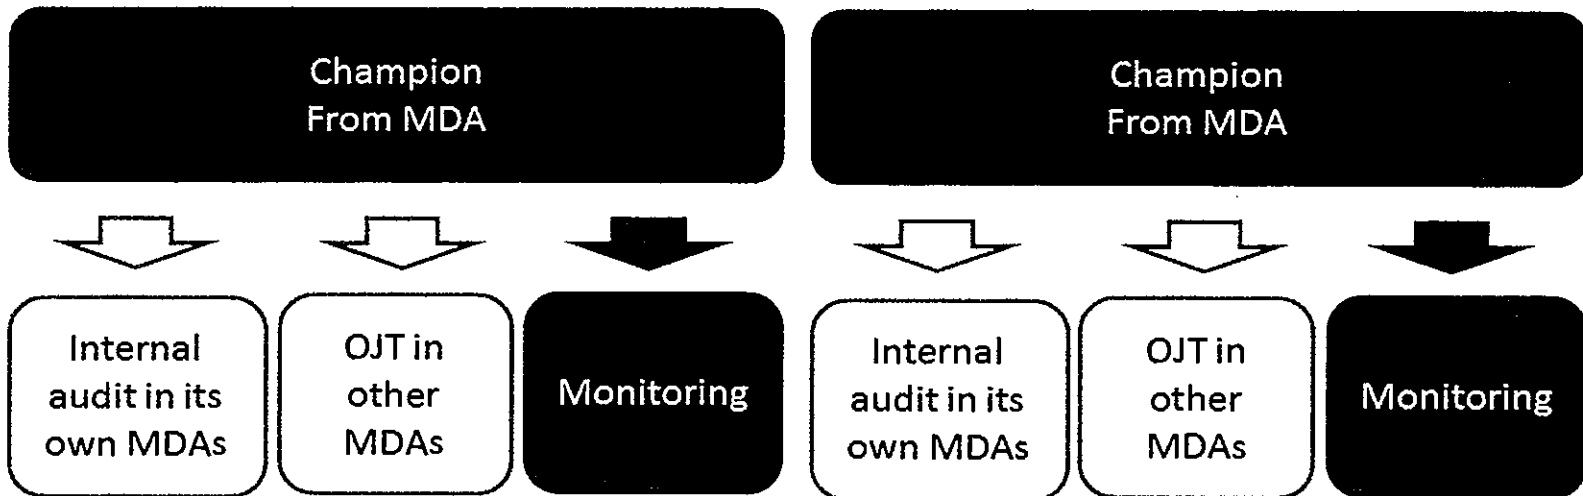 Champion
From MDA
Champion
From MDA
Internal
audit in its
own MDAs
OJT in
other
MDAs
Monitoring
Internal
audit in its
own MDAs
OJT in
other
MDAs
Monitoring